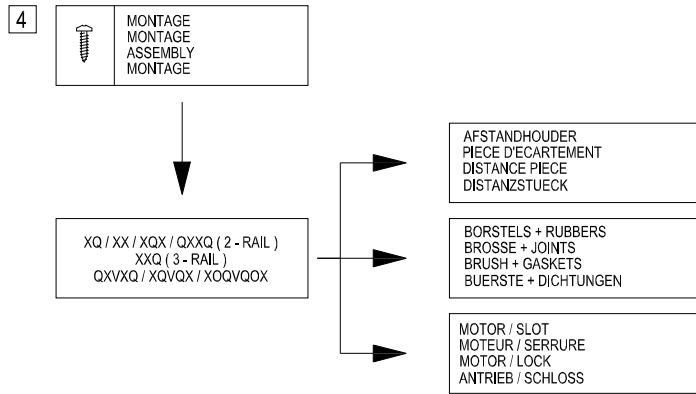 4
MONTAGE
MONTAGE
ASSEMBLY
MONTAGE
XQ / XX / XQX / QXXQ ( 2 - RAIL )
XXQ ( 3 - RAIL )
QXVXQ / XQVQX / XOQVQOX
AFSTANDHOUDER
PIECE D'ECARTEMENT
DISTANCE PIECE
DISTANZSTUECK
BORSTELS + RUBBERS
BROSSE + JOINTS
BRUSH + GASKETS
BUERSTE + DICHTUNGEN
MOTOR / SLOT
MOTEUR / SERRURE
MOTOR / LOCK
ANTRIEB / SCHLOSS